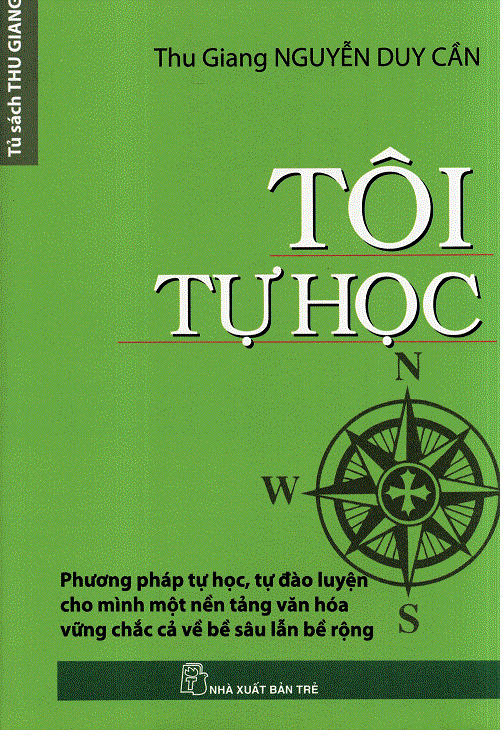 Tủ sách THU GIANG
Thu Giang NGUYỄN DUY CẦN
TÔI
TỰ HỌC
N
W
S
Phương pháp tự học, tự đào luyện
cho mình một nền tảng văn hóa
vững chắc cả về bề sâu lẫn bề rộng
NHÀ XUẤT BẢN TRẺ